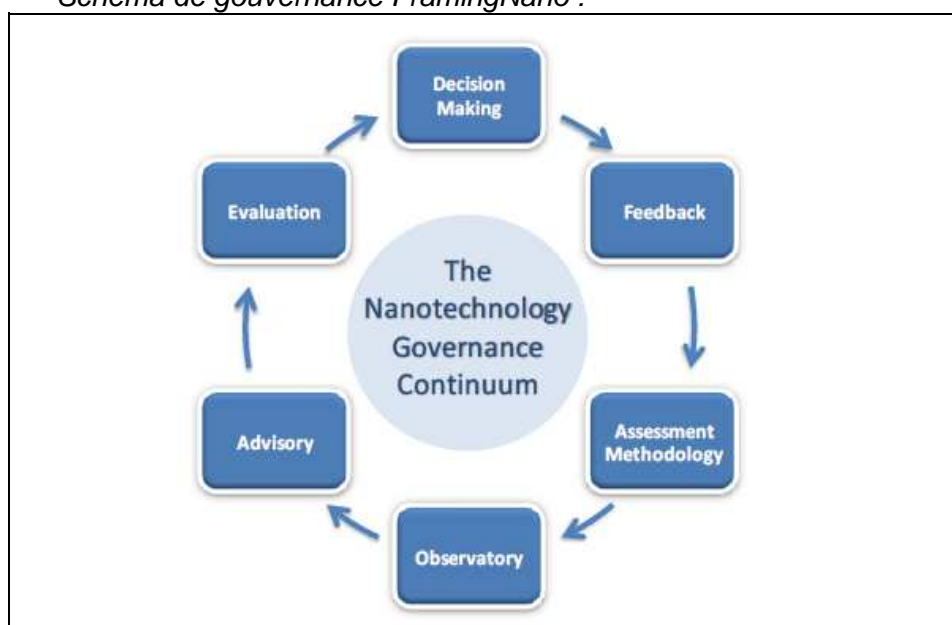 Schéma de gouvernance FramingNano :
Decision
Making
Evaluation
Feedback
The
Nanotechnology
Governance
Continuum
Advisory
Assessment
Methodology
Observatory